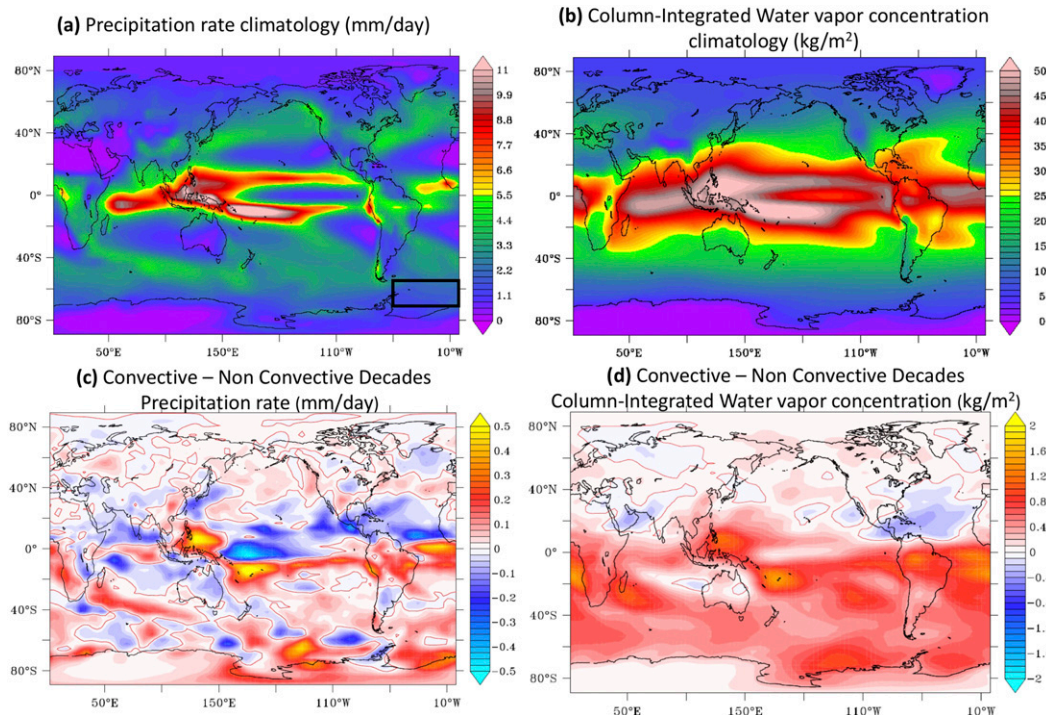 (a) Precipitation rate climatology (mm/day)
80°N
40°N
0°
40°S
80°S
50°E
150°E
110°W
10°W
11
9.9
8.8
7.7
6.6
5.5
4.4
3.3
2.2
1.1
0
(b) Column-Integrated Water vapor concentration
climatology (kg/m²)
80°N
40°N
0°
40°S
80°S
50°E
150°E
110°W
10°W
50
45
40
35
30
25
20
15
10
5
0
(c) Convective – Non Convective Decades
Precipitation rate (mm/day)
80°N
40°N
0°
40°S
80°S
50°E
150°E
110°W
10°W
0.5
0.4
0.3
0.2
0.1
0
-0.1
-0.2
-0.3
-0.4
-0.5
(d) Convective – Non Convective Decades
Column-Integrated Water vapor concentration (kg/m²)
80°N
40°N
0°
40°S
80°S
50°E
150°E
110°W
10°W
2
2
1
1
1
0
-0
-0
-1
-2
-2